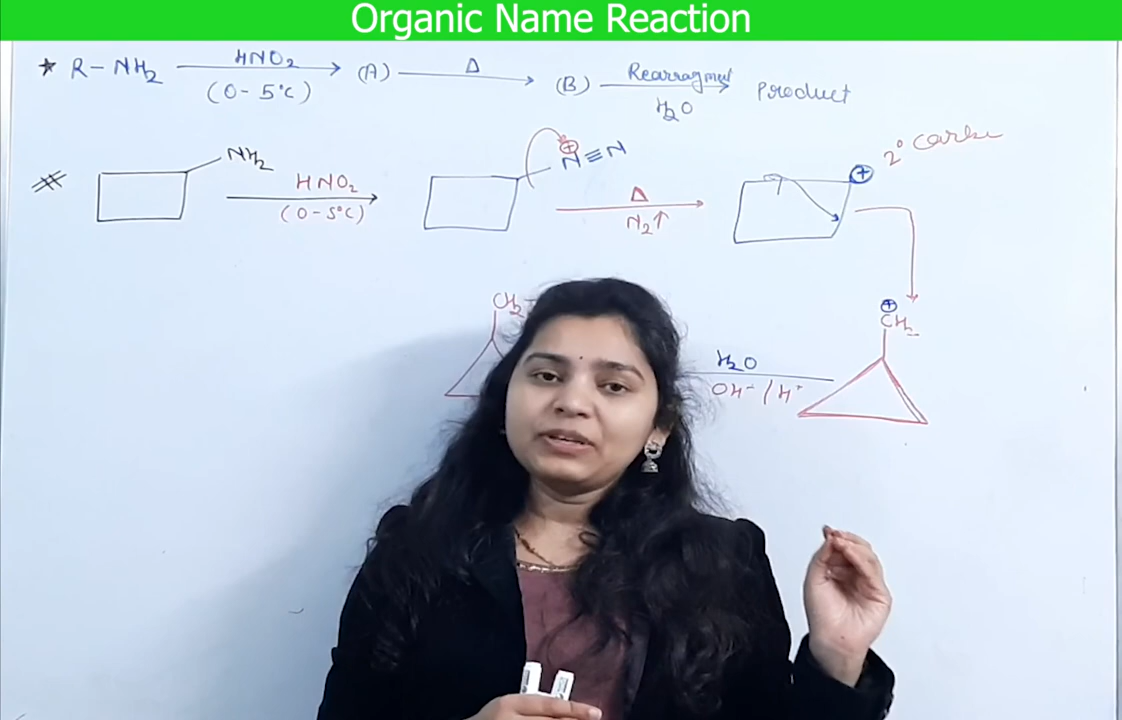 Organic Name Reaction
★ R-NH₂ HNO₂ (0-5°C) (A) Δ (B) Rearragment H₂O Product
NH₂ HNO₂ (0-5°C)
⊕ N≡N Δ N₂↑
⊕ 2°
⊕ CH₂
CH₂
H₂O OH⁻/H⁺